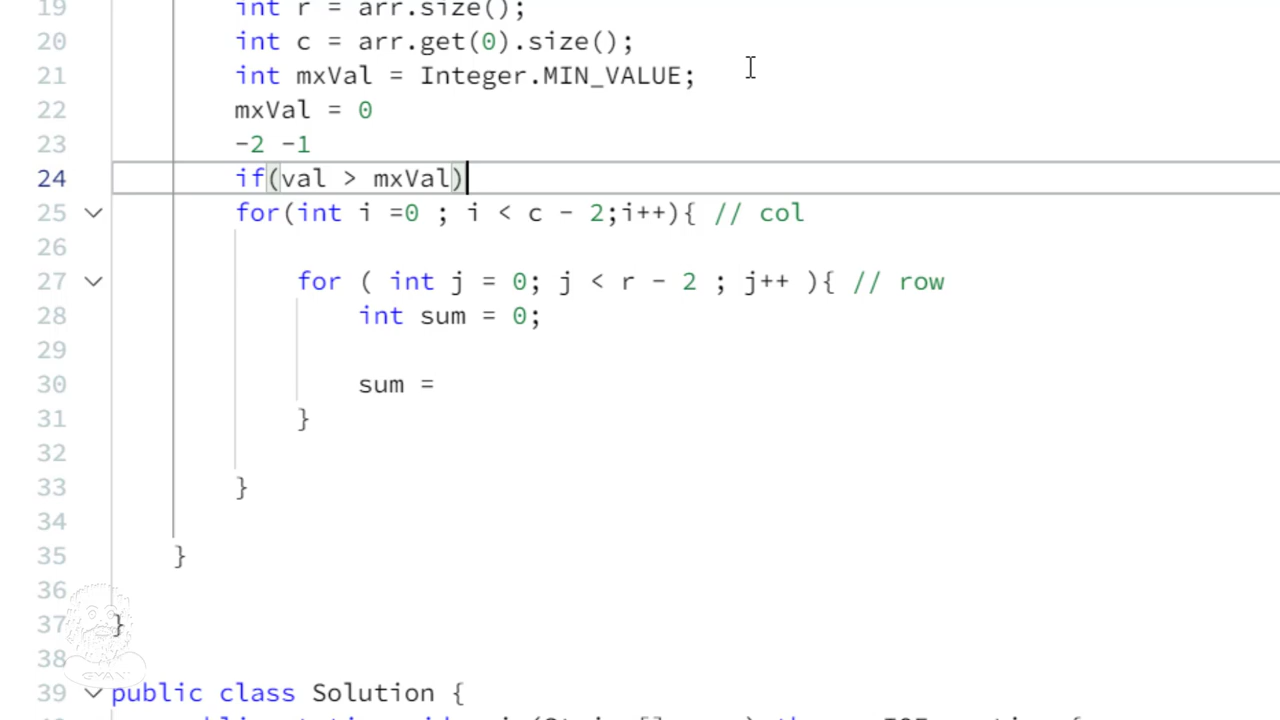 19 int r = arr.size();
20 int c = arr.get(0).size();
21 int mxVal = Integer.MIN_VALUE;
22 mxVal = 0
23 -2 -1
24 if(val > mxVal)
25 for(int i =0 ; i < c - 2;i++){ // col
26
27 for ( int j = 0; j < r - 2 ; j++ ){ // row
28 int sum = 0;
29
30 sum =
31 }
32
33 }
34
35 }
36
37 }
38
39 public class Solution {
GYANI